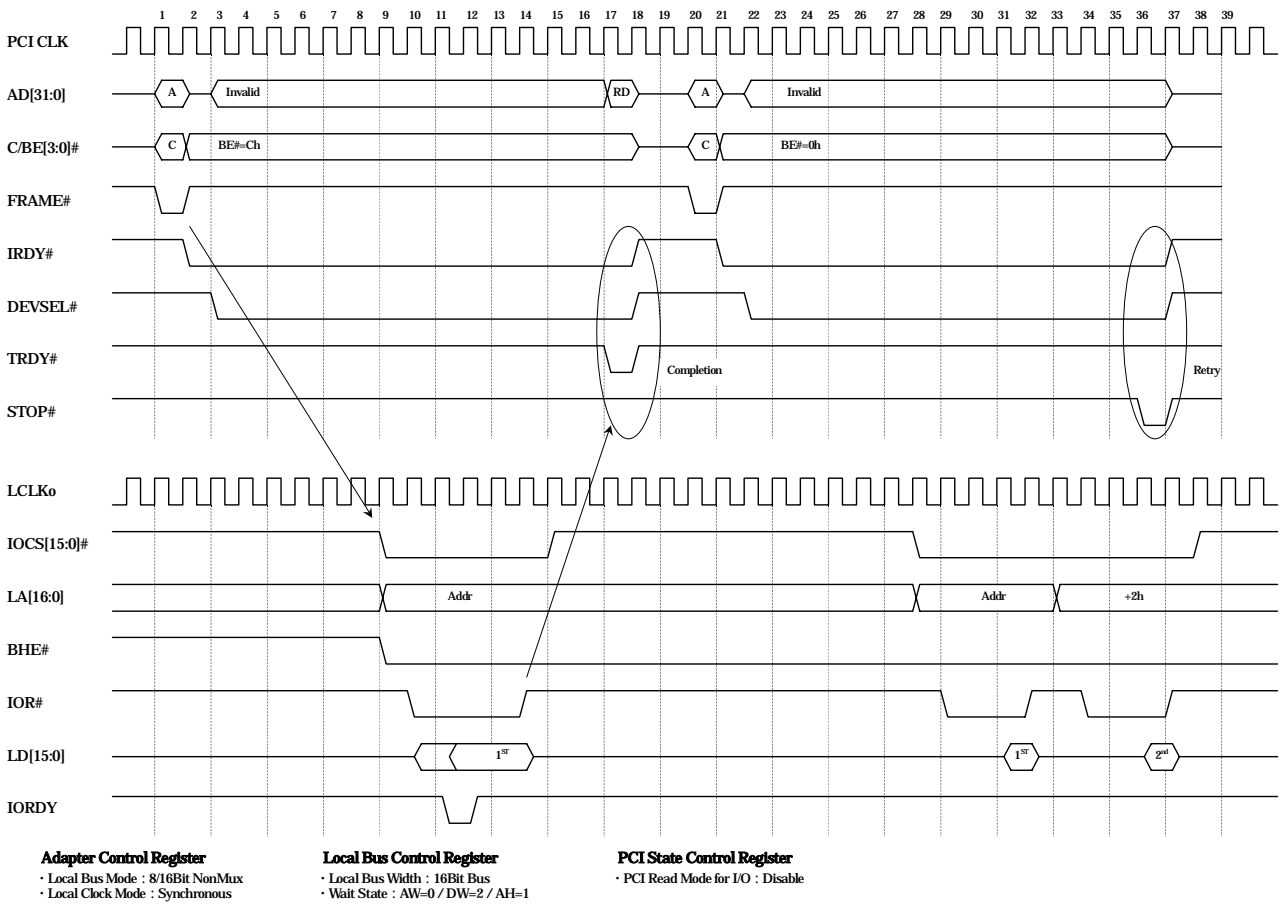 1 2 3 4 5 6 7 8 9 10 11 12 13 14 15 16 17 18 19 20 21 22 23 24 25 26 27 28 29 30 31 32 33 34 35 36 37 38 39
PCI CLK
AD[31:0] A Invalid RD A Invalid
C/BE[3:0]# C BE#=Ch C BE#=0h
FRAME#
IRDY#
DEVSEL#
TRDY#
Completion Retry
STOP#
LCLKo
IOCS[15:0]#
LA[16:0] Addr Addr +2h
BHE#
IOR#
LD[15:0] 1ST 1ST 2nd
IORDY
Adapter Control Register
・Local Bus Mode : 8/16Bit NonMux
・Local Clock Mode : Synchronous
Local Bus Control Register
・Local Bus Width : 16Bit Bus
・Wait State : AW=0 / DW=2 / AH=1
PCI State Control Register
・PCI Read Mode for I/O : Disable